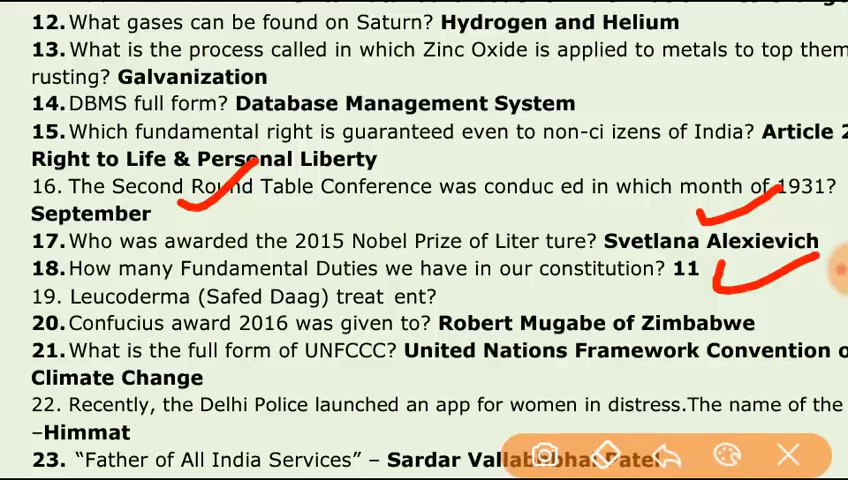 12. What gases can be found on Saturn? Hydrogen and Helium
13. What is the process called in which Zinc Oxide is applied to metals to top them
rusting? Galvanization
14. DBMS full form? Database Management System
15. Which fundamental right is guaranteed even to non-ci izens of India? Article 2
Right to Life & Personal Liberty
16. The Second Round Table Conference was conduc ed in which month of 1931?
September
17. Who was awarded the 2015 Nobel Prize of Liter ture? Svetlana Alexievich
18. How many Fundamental Duties we have in our constitution? 11
19. Leucoderma (Safed Daag) treat ent?
20. Confucius award 2016 was given to? Robert Mugabe of Zimbabwe
21. What is the full form of UNFCCC? United Nations Framework Convention o
Climate Change
22. Recently, the Delhi Police launched an app for women in distress.The name of the
–Himmat
23. “Father of All India Services” – Sardar Vallabhbhai Patel